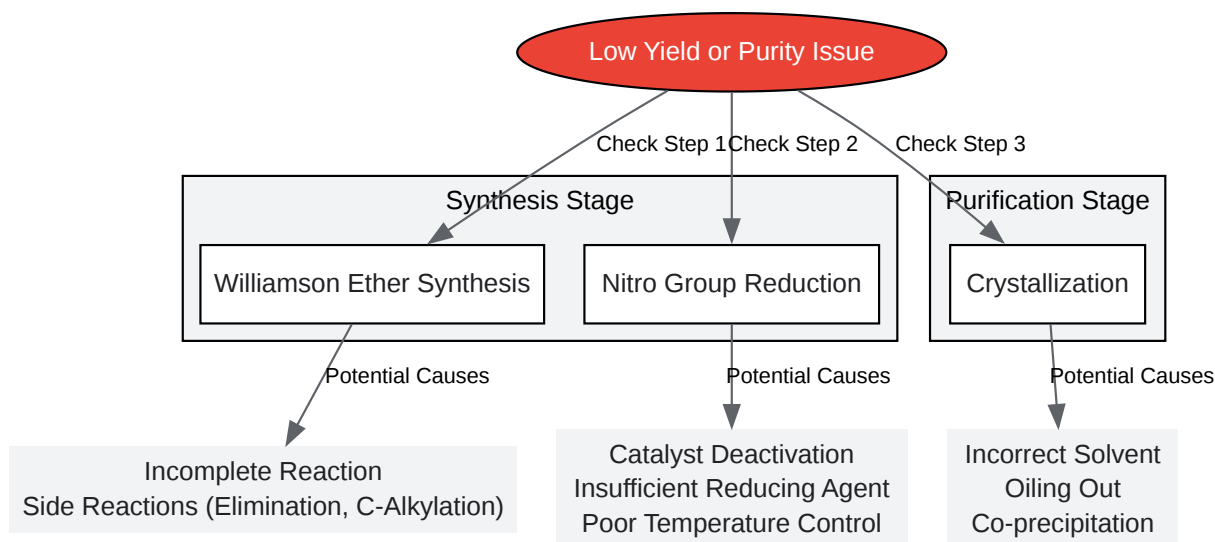 Low Yield or Purity Issue
Check Step 1
Check Step 2
Check Step 3
Synthesis Stage
Purification Stage
Williamson Ether Synthesis
Nitro Group Reduction
Crystallization
Potential Causes
Potential Causes
Potential Causes
Incomplete Reaction
Side Reactions (Elimination, C-Alkylation)
Catalyst Deactivation
Insufficient Reducing Agent
Poor Temperature Control
Incorrect Solvent
Oiling Out
Co-precipitation